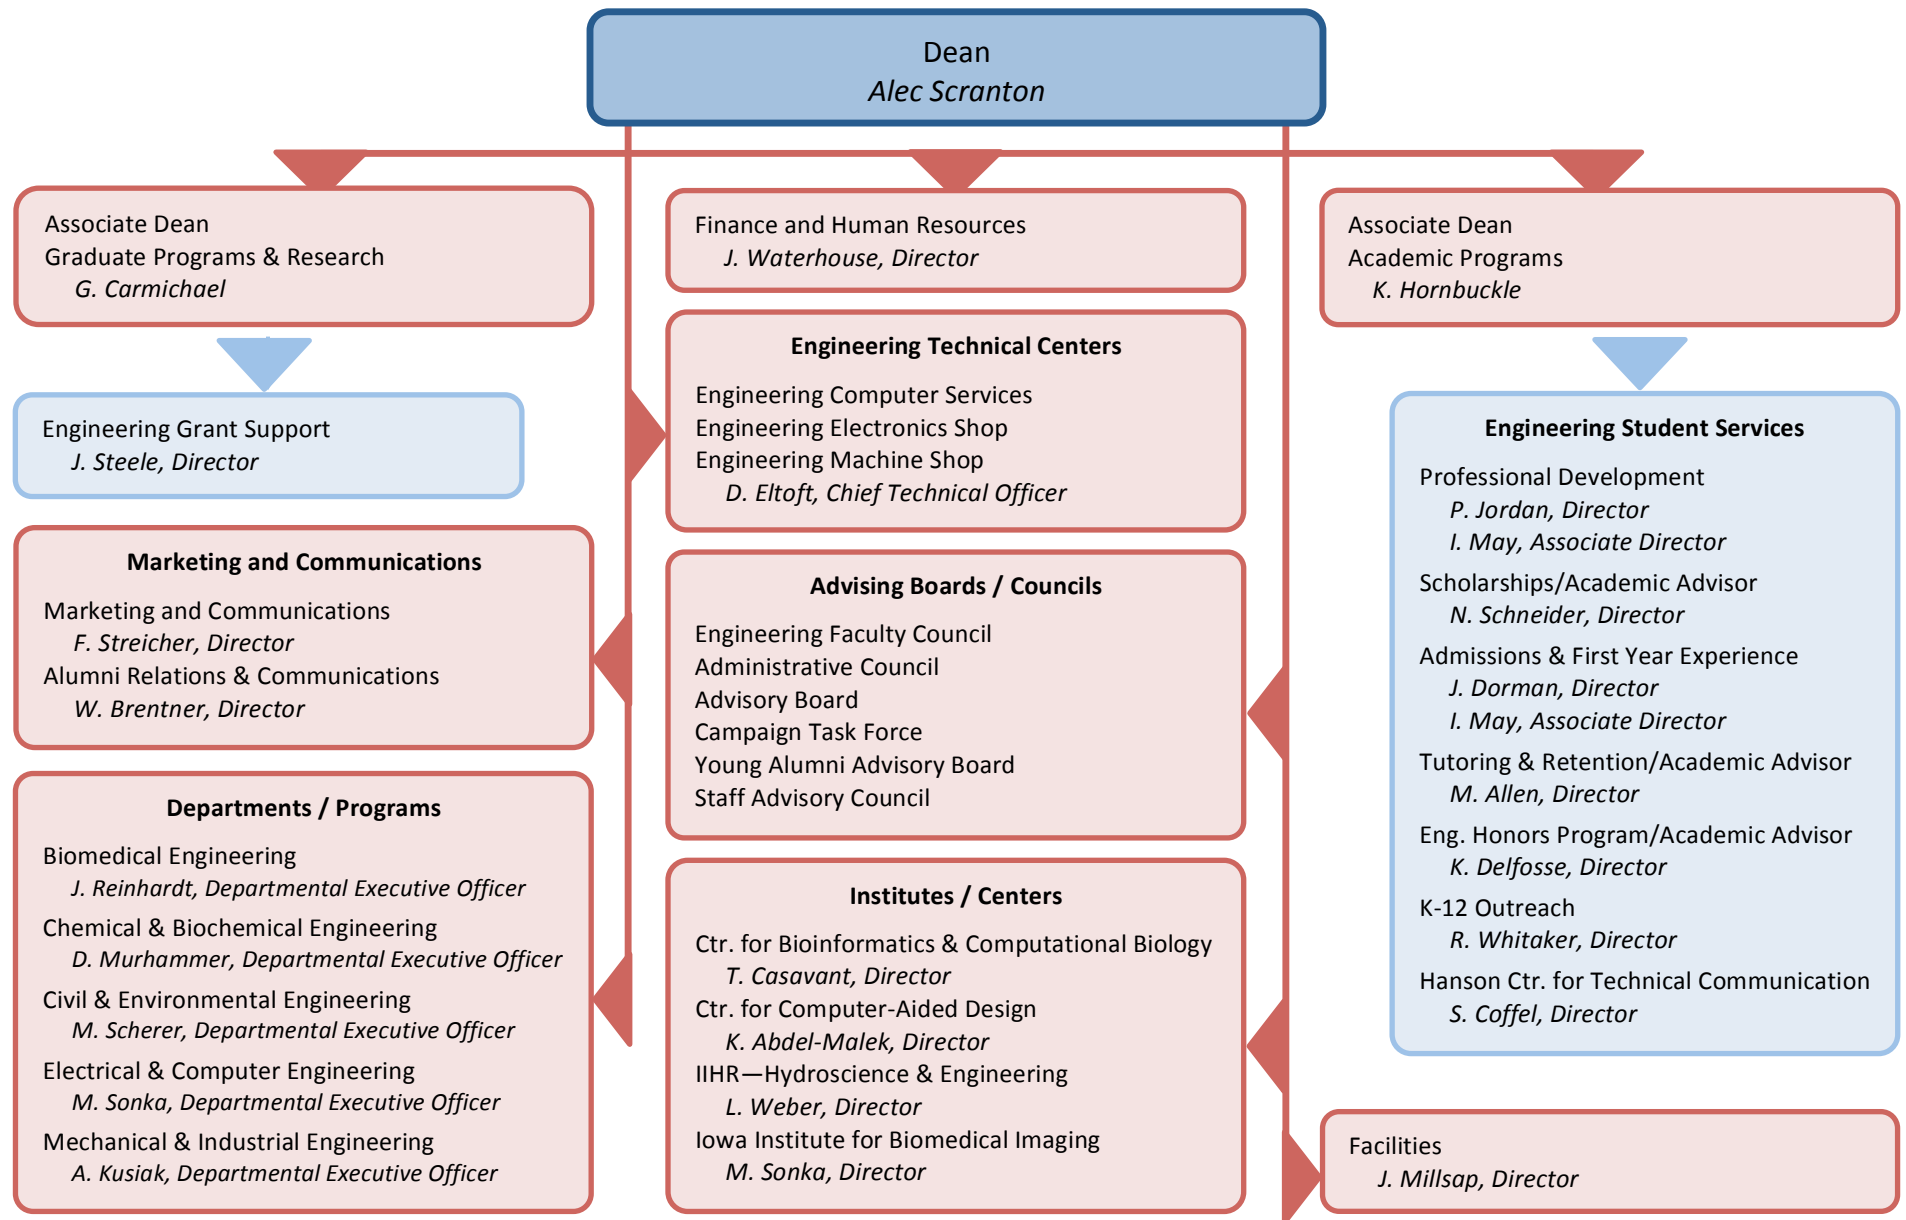 Dean
Alec Scranton
Associate Dean
Graduate Programs & Research
G. Carmichael
Finance and Human Resources
J. Waterhouse, Director
Associate Dean
Academic Programs
K. Hornbuckle
Engineering Grant Support
J. Steele, Director
Marketing and Communications
Marketing and Communications
F. Streicher, Director
Alumni Relations & Communications
W. Brentner, Director
Departments / Programs
Biomedical Engineering
J. Reinhardt, Departmental Executive Officer
Chemical & Biochemical Engineering
D. Murhammer, Departmental Executive Officer
Civil & Environmental Engineering
M. Scherer, Departmental Executive Officer
Electrical & Computer Engineering
M. Sonka, Departmental Executive Officer
Mechanical & Industrial Engineering
A. Kusiak, Departmental Executive Officer
Engineering Technical Centers
Engineering Computer Services
Engineering Electronics Shop
Engineering Machine Shop
D. Eltoft, Chief Technical Officer
Advising Boards / Councils
Engineering Faculty Council
Administrative Council
Advisory Board
Campaign Task Force
Young Alumni Advisory Board
Staff Advisory Council
Institutes / Centers
Ctr. for Bioinformatics & Computational Biology
T. Casavant, Director
Ctr. for Computer-Aided Design
K. Abdel-Malek, Director
IIHR—Hydroscience & Engineering
L. Weber, Director
Iowa Institute for Biomedical Imaging
M. Sonka, Director
Engineering Student Services
Professional Development
P. Jordan, Director
I. May, Associate Director
Scholarships/Academic Advisor
N. Schneider, Director
Admissions & First Year Experience
J. Dorman, Director
I. May, Associate Director
Tutoring & Retention/Academic Advisor
M. Allen, Director
Eng. Honors Program/Academic Advisor
K. Delfosse, Director
K-12 Outreach
R. Whitaker, Director
Hanson Ctr. for Technical Communication
S. Coffel, Director
Facilities
J. Millsap, Director